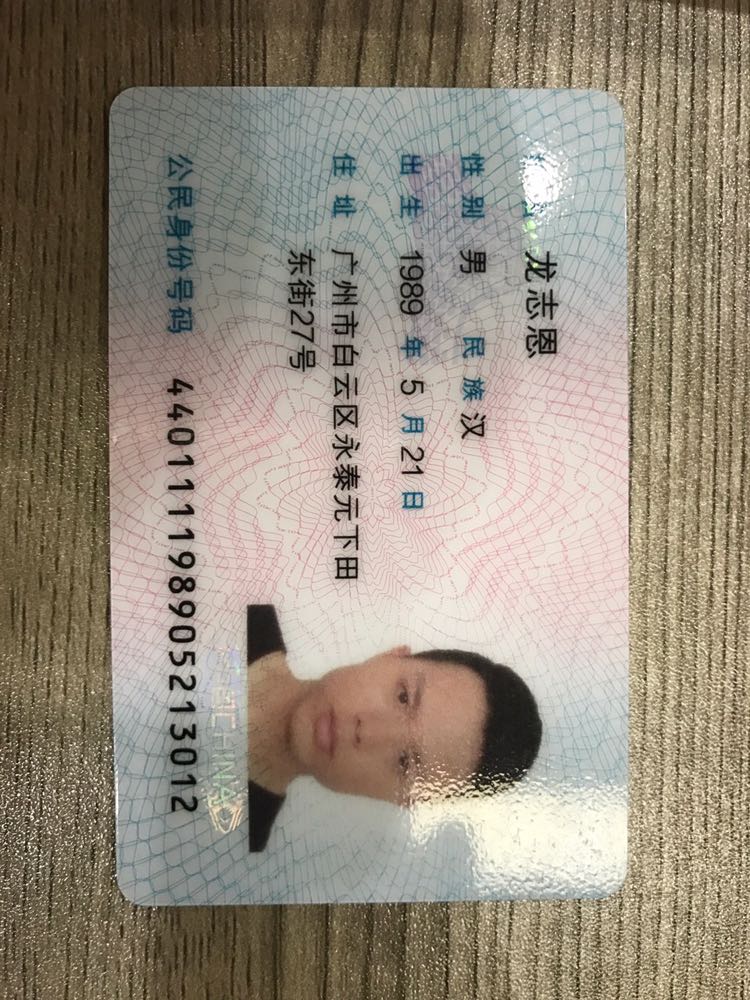 龙志恩
性别 男 民族 汉
出生 1989 年 5 月 21 日
住址 广州市白云区永泰元下田
东街27号
公民身份号码 440111198905213012
CHINA